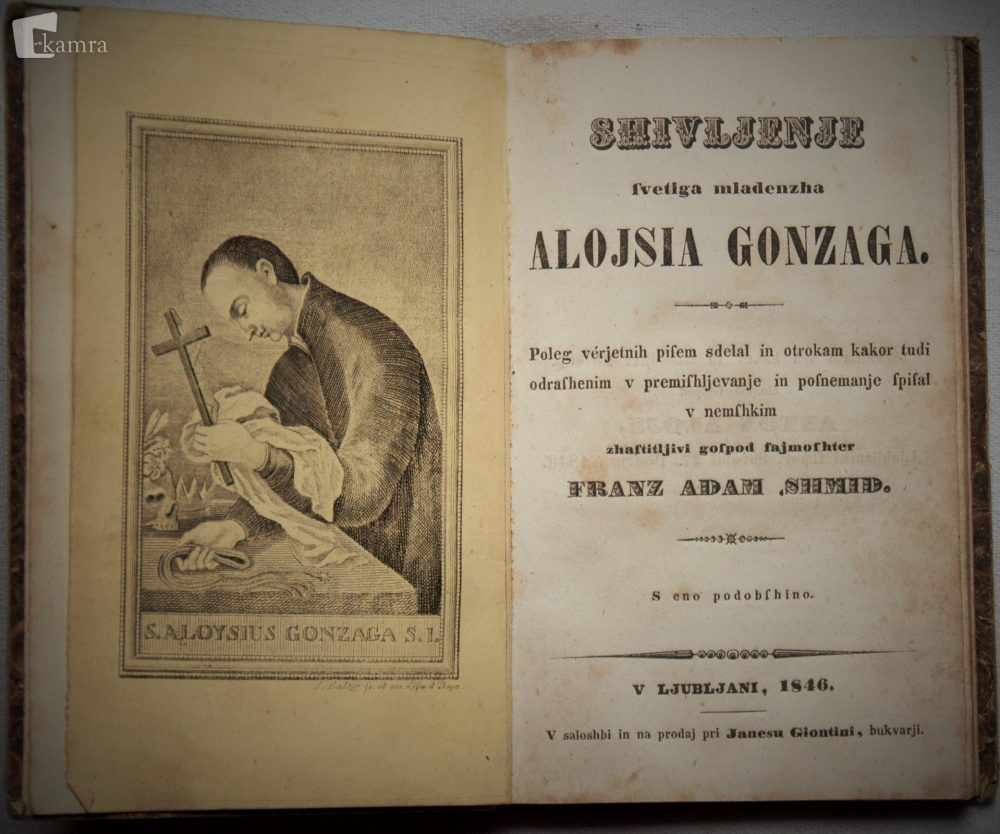 kamra
S. ALOYSIUS GONZAGA S. I.
SHIVLJENJE
ſvetiga mladenzha
ALOJSIA GONZAGA.
Poleg vérjetnih piſem sdelal in otrokam kakor tudi
odraſhenim v premiſhljevanje in poſnemanje ſpiſal
v nemſhkim
zhaſtitljivi goſpod fajmoſhter
FRANZ ADAM SHMID.
S eno podobſhino.
V LJUBLJANI, 1846.
V saloshbi in na prodaj pri Janesu Giontini, bukvarji.